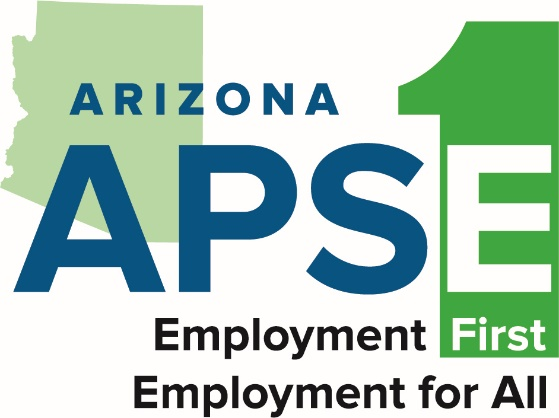 ARIZONA
APSE
Employment First
Employment for All